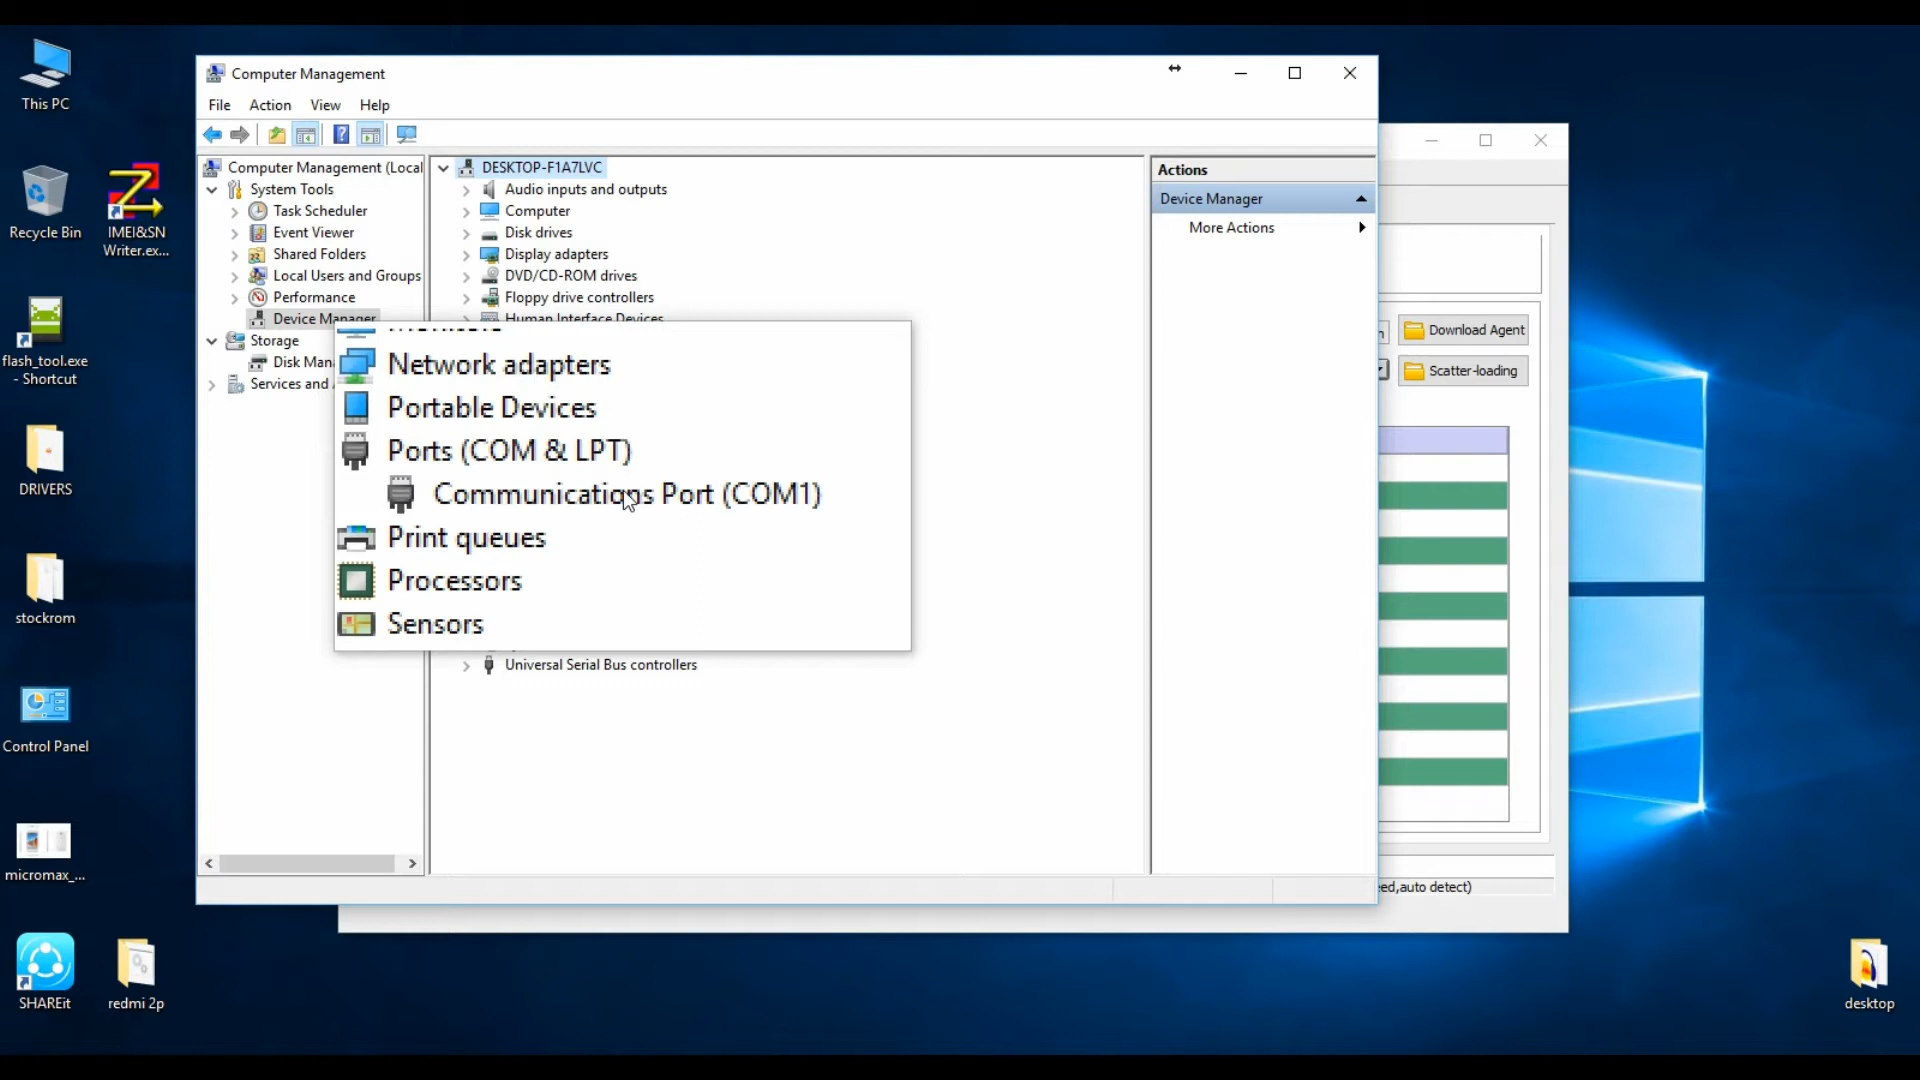 This PC
Recycle Bin
IMEI&SN
Writer.ex...
flash_tool.exe
- Shortcut
DRIVERS
stockrom
Control Panel
micromax_...
SHAREit
redmi 2p
desktop
Computer Management
File Action View Help
Computer Management (Local
System Tools
Task Scheduler
Event Viewer
Shared Folders
Local Users and Groups
Performance
Device Manager
Storage
Disk Man
Services and
DESKTOP-F1A7LVC
Audio inputs and outputs
Computer
Disk drives
Display adapters
DVD/CD-ROM drives
Floppy drive controllers
Human Interface Devices
Network adapters
Portable Devices
Ports (COM & LPT)
Communications Port (COM1)
Print queues
Processors
Sensors
Universal Serial Bus controllers
Actions
Device Manager
More Actions
Download Agent
Scatter-loading
eed,auto detect)